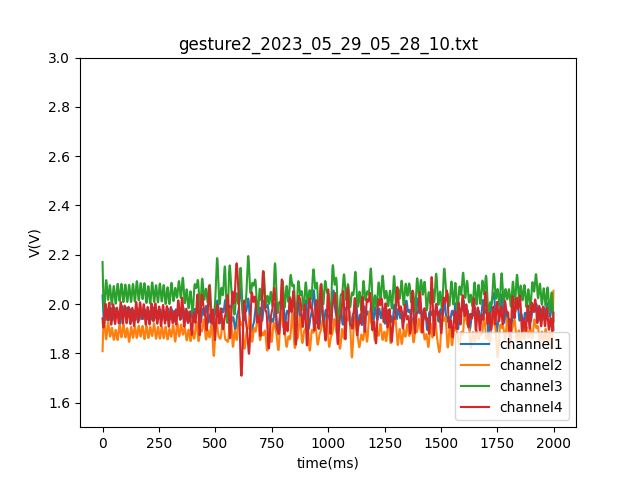 gesture2_2023_05_29_05_28_10.txt
3.0
2.8
2.6
2.4
2.2
2.0
1.8
1.6
V(V)
0 250 500 750 1000 1250 1500 1750 2000
time(ms)
channel1
channel2
channel3
channel4